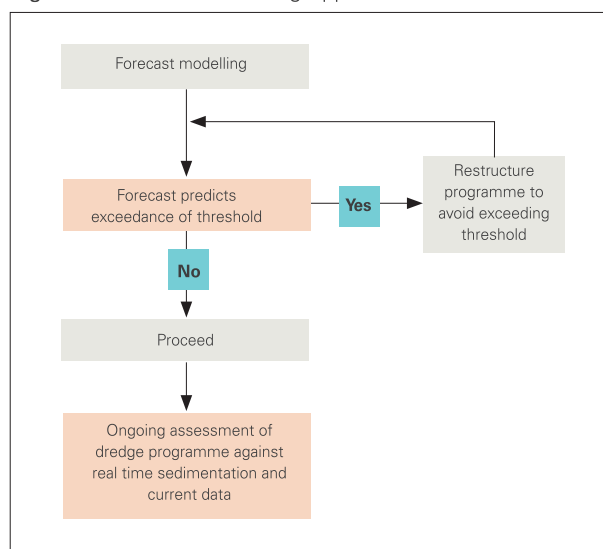 Forecast modelling
Forecast predicts
exceedance of threshold
Yes
Restructure
programme to
avoid exceeding
threshold
No
Proceed
Ongoing assessment of
dredge programme against
real time sedimentation and
current data